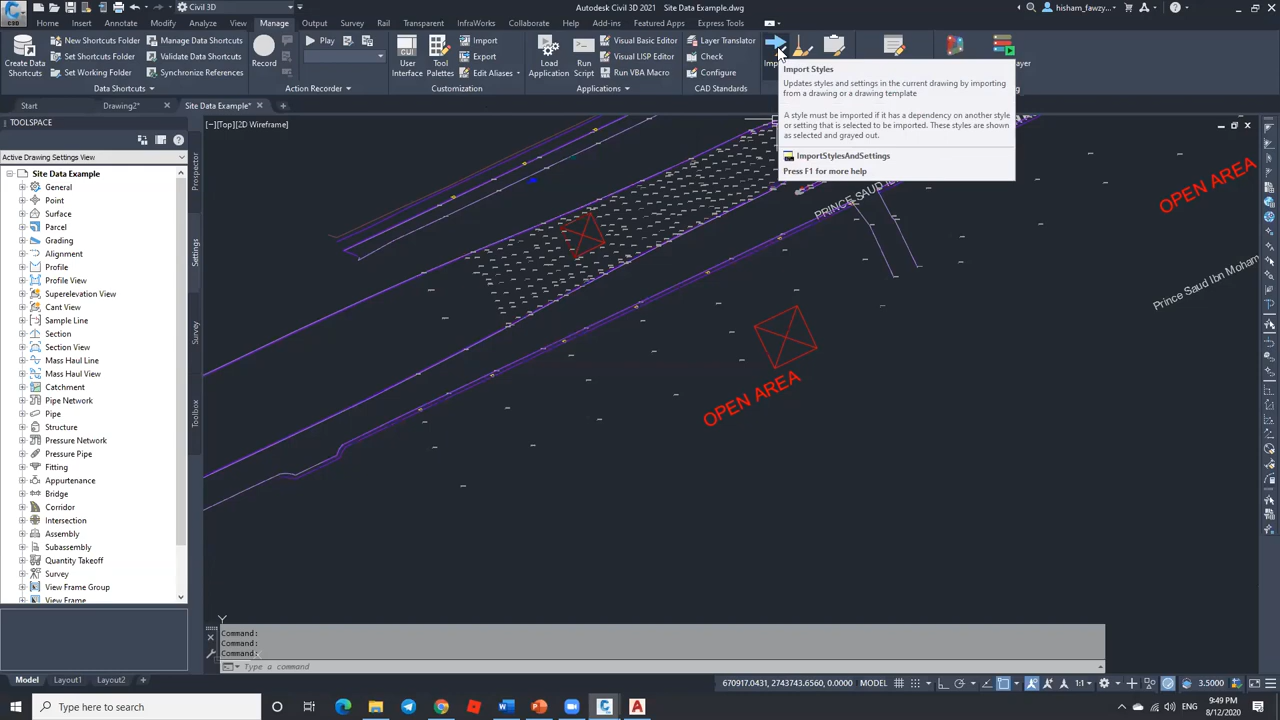 Civil 3D
Autodesk Civil 3D 2021 Site Data Example.dwg
hisham_fawzy...
Home Insert Annotate Modify Analyze View Manage Output Survey Rail Transparent InfraWorks Collaborate Help Add-ins Featured Apps Express Tools
Create Data Shortcuts
New Shortcuts Folder
Set Shortcuts Folder
Set Working Folder
Manage Data Shortcuts
Synchronize References
Validate Data Shortcuts
Data Shortcuts
Record
Play
Action Recorder
User Interface
Tool Palettes
Import
Export
Edit Aliases
Customization
Load Application
Run Script
Visual Basic Editor
Visual LISP Editor
Run VBA Macro
Applications
Layer Translator
Check
Configure
CAD Standards
Import Styles
Updates styles and settings in the current drawing by importing
from a drawing or a drawing template
A style must be imported if it has a dependency on another style
or setting that is selected to be imported. These styles are shown
as selected and grayed out.
ImportStylesAndSettings
Press F1 for more help
Start Drawing2* Site Data Example*
TOOLSPACE
[−][Top][2D Wireframe]
Active Drawing Settings View
Prospector
Settings
Survey
Toolbox
Site Data Example
General
Point
Surface
Parcel
Grading
Alignment
Profile
Profile View
Superelevation View
Cant View
Sample Line
Section
Section View
Mass Haul Line
Mass Haul View
Catchment
Pipe Network
Pipe
Structure
Pressure Network
Pressure Pipe
Fitting
Appurtenance
Bridge
Corridor
Intersection
Assembly
Subassembly
Quantity Takeoff
Survey
View Frame Group
View Frame
OPEN AREA
PRINCE SAUD
Prince Saud Ibn Moham
OPEN AREA
Y
Command:
Command:
Command:
Type a command
Model Layout1 Layout2 +
670917.0431, 2743743.6560, 0.0000 MODEL 1:1 3.5000
Type here to search
ENG
9:49 PM
8/12/2020